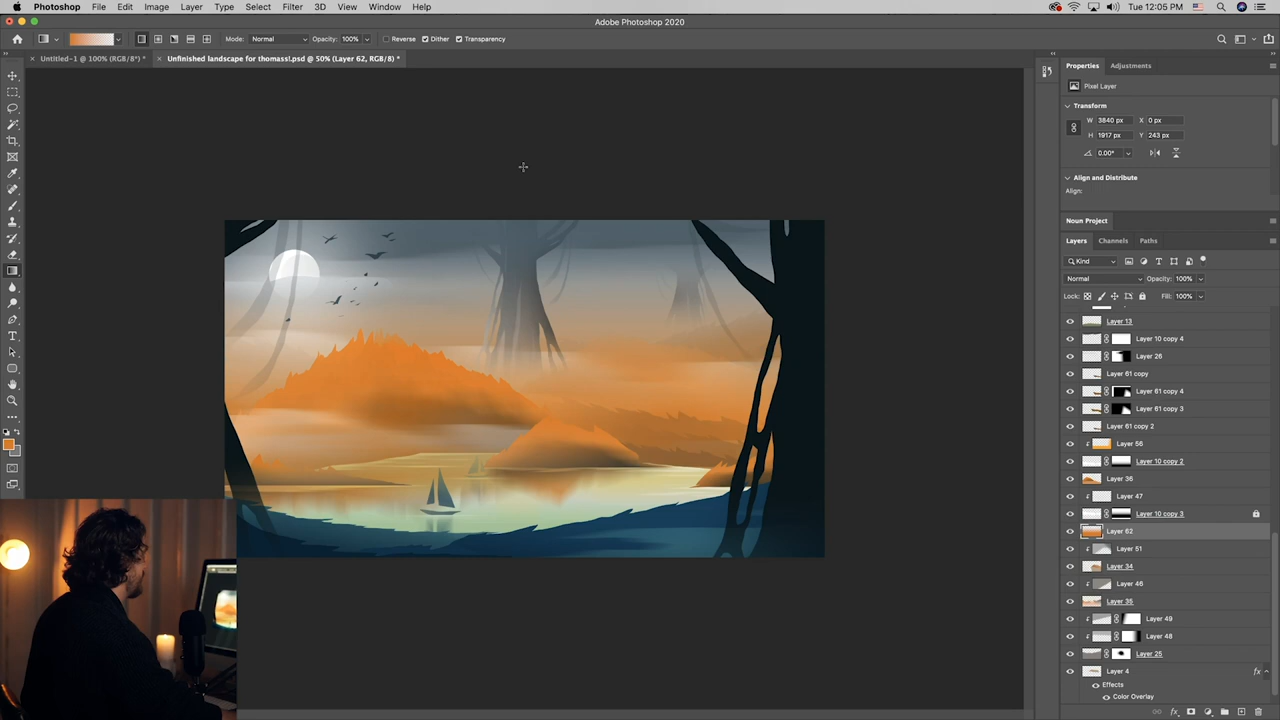 Photoshop File Edit Image Layer Type Select Filter 3D View Window Help
Tue 12:05 PM
Adobe Photoshop 2020
Mode: Normal Opacity: 100% Reverse Dither Transparency
Untitled-1 @ 100% (RGB/8*) *
Unfinished landscape for thomass!.psd @ 50% (Layer 62, RGB/8) *
Properties Adjustments
Pixel Layer
Transform
W 3840 px X 0 px
H 1917 px Y 243 px
0.00°
Align and Distribute
Align:
Noun Project
Layers Channels Paths
Kind
Normal Opacity: 100%
Lock: Fill: 100%
Layer 13
Layer 10 copy 4
Layer 26
Layer 61 copy
Layer 61 copy 4
Layer 61 copy 3
Layer 61 copy 2
Layer 56
Layer 10 copy 2
Layer 36
Layer 47
Layer 10 copy 3
Layer 62
Layer 51
Layer 34
Layer 46
Layer 35
Layer 49
Layer 48
Layer 25
Layer 4 fx
Effects
Color Overlay
fx